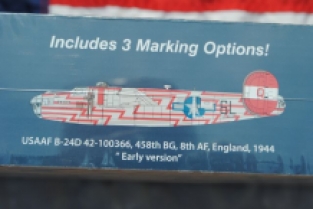 Includes 3 Marking Options!
USAAF B-24D 42-100366, 458th BG, 8th AF, England, 1944
" Early version"